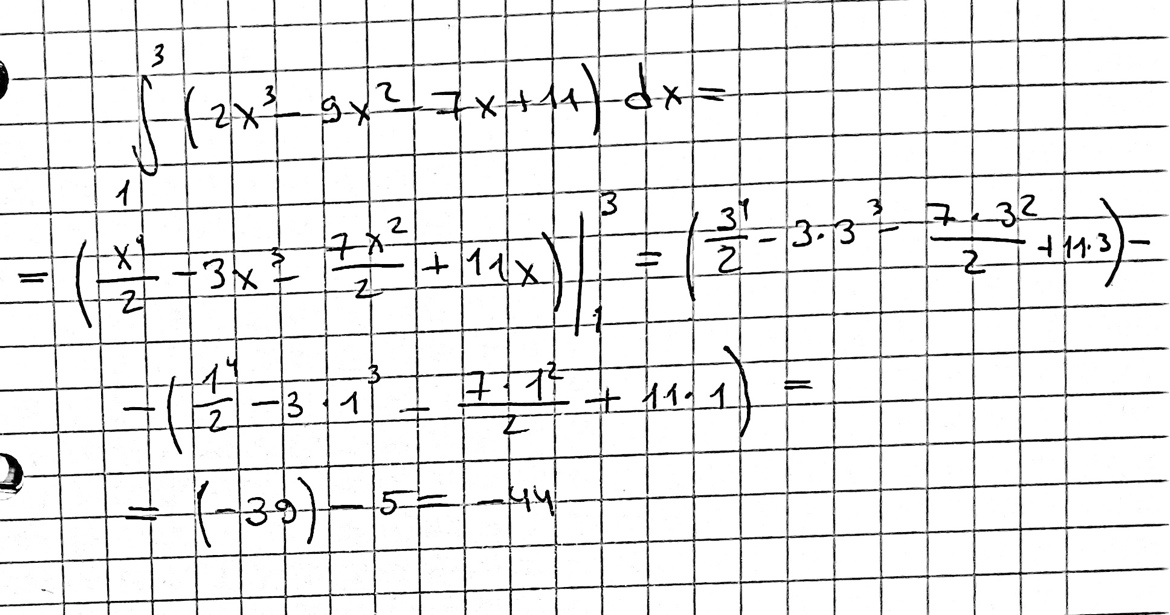 ∫₁³ (2x³ - 9x² - 7x + 11) dx =
= (x⁴/2 - 3x³ - 7x²/2 + 11x) |₁³ = (3⁴/2 - 3·3³ - 7·3²/2 + 11·3) -
- (1⁴/2 - 3·1³ - 7·1²/2 + 11·1) =
= (-39) - 5 = -44